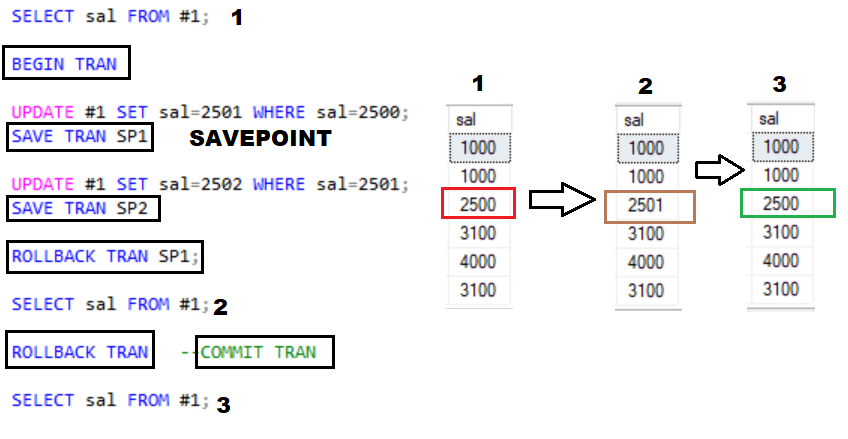 SELECT sal FROM #1; 1
BEGIN TRAN
UPDATE #1 SET sal=2501 WHERE sal=2500;
SAVE TRAN SP1 SAVEPOINT
UPDATE #1 SET sal=2502 WHERE sal=2501;
SAVE TRAN SP2
ROLLBACK TRAN SP1;
SELECT sal FROM #1; 2
ROLLBACK TRAN --COMMIT TRAN
SELECT sal FROM #1; 3
1 2 3
sal sal sal
1000 1000 1000
1000 1000 1000
2500 2501 2500
3100 3100 3100
4000 4000 4000
3100 3100 3100